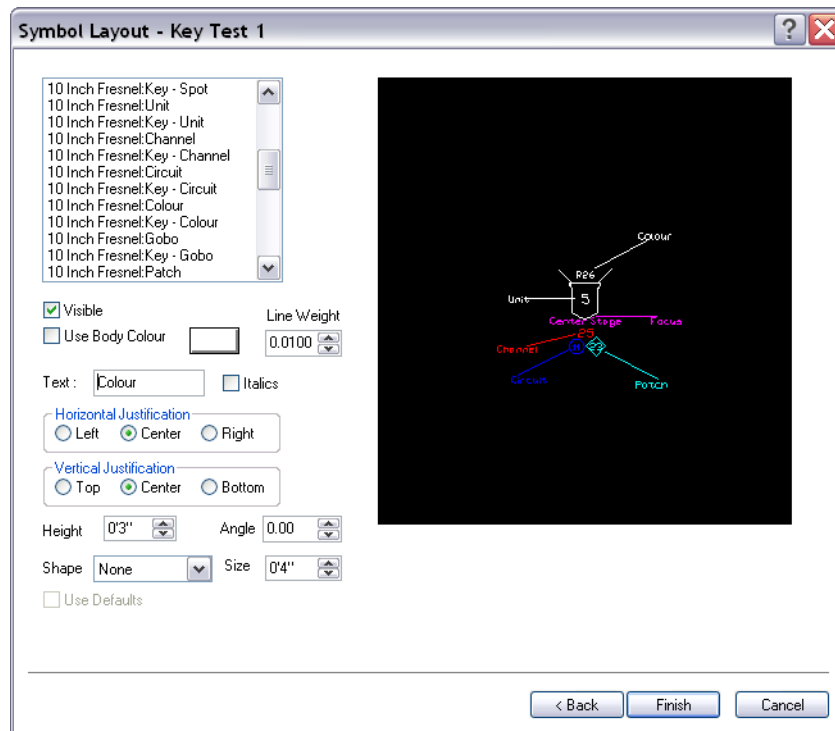 Symbol Layout - Key Test 1
10 Inch Fresnel:Key - Spot
10 Inch Fresnel:Unit
10 Inch Fresnel:Key - Unit
10 Inch Fresnel:Channel
10 Inch Fresnel:Key - Channel
10 Inch Fresnel:Circuit
10 Inch Fresnel:Key - Circuit
10 Inch Fresnel:Colour
10 Inch Fresnel:Key - Colour
10 Inch Fresnel:Gobo
10 Inch Fresnel:Key - Gobo
10 Inch Fresnel:Patch
Visible
Use Body Colour
Line Weight
0.0100
Text : Colour
Italics
Horizontal Justification
Left Center Right
Vertical Justification
Top Center Bottom
Height 0'3" Angle 0.00
Shape None Size 0'4"
Use Defaults
Colour
R26
Unit 5
Center Stage Focus
25
Channel
Circuit
Patch
< Back Finish Cancel